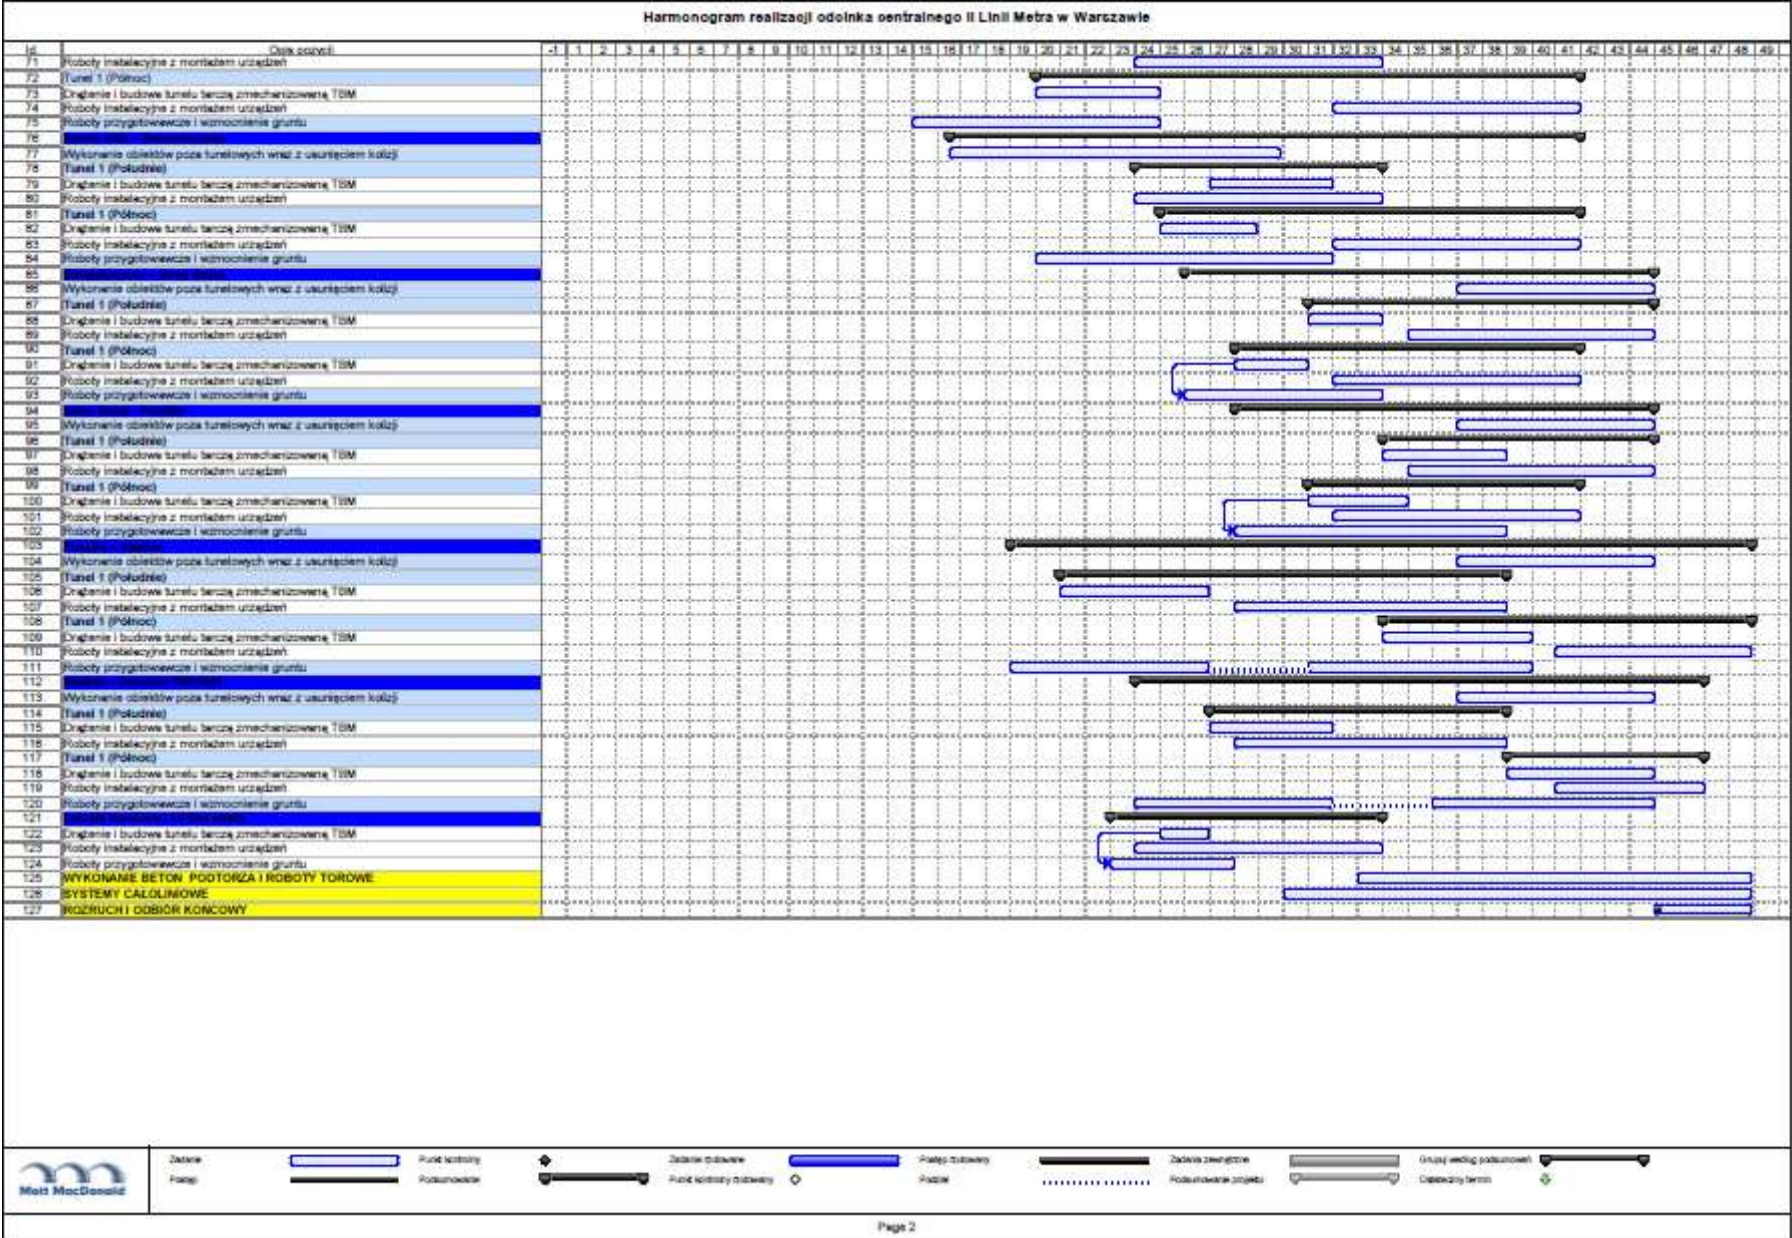 Harmonogram realizacji odcinka centralnego II Linii Metra w Warszawie
Id Opis pozycji -1 1 2 3 4 5 6 7 8 9 10 11 12 13 14 15 16 17 18 19 20 21 22 23 24 25 26 27 28 29 30 31 32 33 34 35 36 37 38 39 40 41 42 43 44 45 46 47 48 49
71 Roboty instalacyjne z montażem urządzeń
72 Tunel 1 (Północ)
73 Drążenie i budowa tunelu tarczą zmechanizowaną TBM
74 Roboty instalacyjne z montażem urządzeń
75 Roboty przygotowawcze i wzmocnienie gruntu
76
77 Wykonanie obiektów poza tunelowych wraz z usunięciem kolizji
78 Tunel 1 (Południe)
79 Drążenie i budowa tunelu tarczą zmechanizowaną TBM
80 Roboty instalacyjne z montażem urządzeń
81 Tunel 1 (Północ)
82 Drążenie i budowa tunelu tarczą zmechanizowaną TBM
83 Roboty instalacyjne z montażem urządzeń
84 Roboty przygotowawcze i wzmocnienie gruntu
85
86 Wykonanie obiektów poza tunelowych wraz z usunięciem kolizji
87 Tunel 1 (Południe)
88 Drążenie i budowa tunelu tarczą zmechanizowaną TBM
89 Roboty instalacyjne z montażem urządzeń
90 Tunel 1 (Północ)
91 Drążenie i budowa tunelu tarczą zmechanizowaną TBM
92 Roboty instalacyjne z montażem urządzeń
93 Roboty przygotowawcze i wzmocnienie gruntu
94
95 Wykonanie obiektów poza tunelowych wraz z usunięciem kolizji
96 Tunel 1 (Południe)
97 Drążenie i budowa tunelu tarczą zmechanizowaną TBM
98 Roboty instalacyjne z montażem urządzeń
99 Tunel 1 (Północ)
100 Drążenie i budowa tunelu tarczą zmechanizowaną TBM
101 Roboty instalacyjne z montażem urządzeń
102 Roboty przygotowawcze i wzmocnienie gruntu
103
104 Wykonanie obiektów poza tunelowych wraz z usunięciem kolizji
105 Tunel 1 (Południe)
106 Drążenie i budowa tunelu tarczą zmechanizowaną TBM
107 Roboty instalacyjne z montażem urządzeń
108 Tunel 1 (Północ)
109 Drążenie i budowa tunelu tarczą zmechanizowaną TBM
110 Roboty instalacyjne z montażem urządzeń
111 Roboty przygotowawcze i wzmocnienie gruntu
112
113 Wykonanie obiektów poza tunelowych wraz z usunięciem kolizji
114 Tunel 1 (Południe)
115 Drążenie i budowa tunelu tarczą zmechanizowaną TBM
116 Roboty instalacyjne z montażem urządzeń
117 Tunel 1 (Północ)
118 Drążenie i budowa tunelu tarczą zmechanizowaną TBM
119 Roboty instalacyjne z montażem urządzeń
120 Roboty przygotowawcze i wzmocnienie gruntu
121
122 Drążenie i budowa tunelu tarczą zmechanizowaną TBM
123 Roboty instalacyjne z montażem urządzeń
124 Roboty przygotowawcze i wzmocnienie gruntu
125 WYKONANIE BETON PODTORZA I ROBOTY TOROWE
126 SYSTEMY CAŁOLINIOWE
127 ROZRUCH I ODBIÓR KOŃCOWY
Zadanie Punkt kontrolny Zadanie zrzutowane Postęp zrzutowany Zadania zewnętrzne Grupuj według podsumowań
Postęp Podsumowanie Punkt kontrolny zrzutowany Podział Podsumowanie projektu Ostateczny termin
Mott MacDonald
Page 2